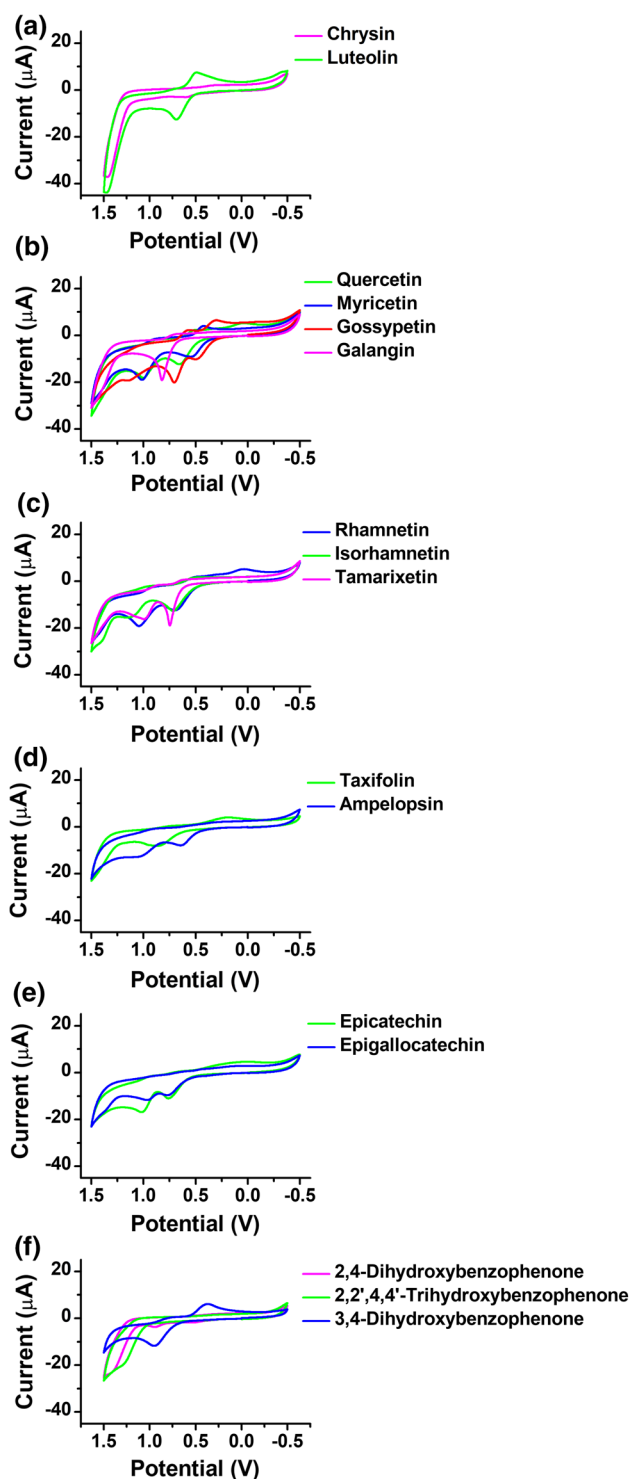 (a)
Chrysin
Luteolin
Current (μA)
20
0
-20
-40
1.5 1.0 0.5 0.0 -0.5
Potential (V)
(b)
Quercetin
Myricetin
Gossypetin
Galangin
Current (μA)
20
0
-20
-40
1.5 1.0 0.5 0.0 -0.5
Potential (V)
(c)
Rhamnetin
Isorhamnetin
Tamarixetin
Current (μA)
20
0
-20
-40
1.5 1.0 0.5 0.0 -0.5
Potential (V)
(d)
Taxifolin
Ampelopsin
Current (μA)
20
0
-20
-40
1.5 1.0 0.5 0.0 -0.5
Potential (V)
(e)
Epicatechin
Epigallocatechin
Current (μA)
20
0
-20
-40
1.5 1.0 0.5 0.0 -0.5
Potential (V)
(f)
2,4-Dihydroxybenzophenone
2,2',4,4'-Trihydroxybenzophenone
3,4-Dihydroxybenzophenone
Current (μA)
20
0
-20
-40
1.5 1.0 0.5 0.0 -0.5
Potential (V)